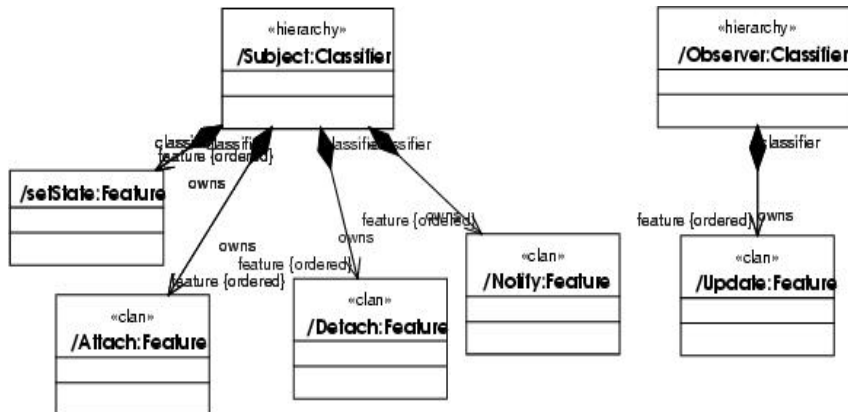 «hierarchy»
/Subject:Classifier
«hierarchy»
/Observer:Classifier
classifier
classifier
classifier
classifier
classifier
feature {ordered}
/setState:Feature
owns
owns
owns
owns
owns
feature {ordered}
feature {ordered}
feature {ordered}
feature {ordered}
«clan»
/Attach:Feature
«clan»
/Detach:Feature
«clan»
/Notify:Feature
«clan»
/Update:Feature